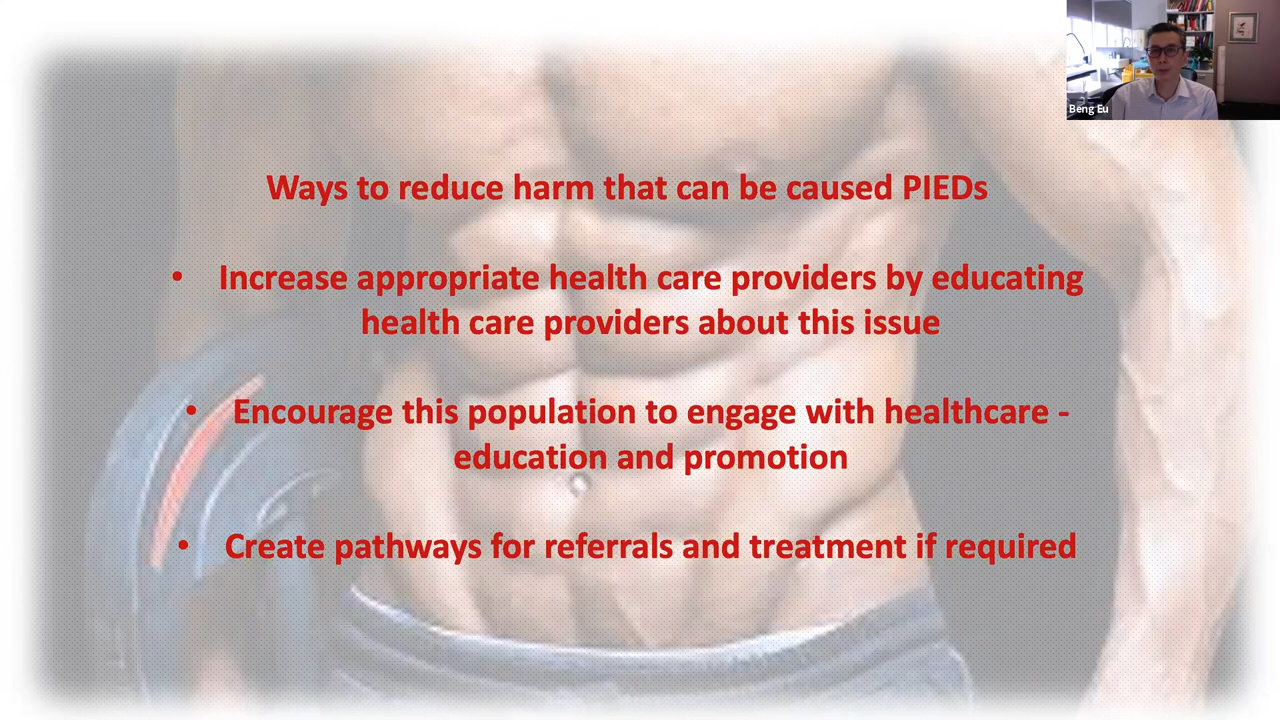 Beng Eu
Ways to reduce harm that can be caused PIEDs
• Increase appropriate health care providers by educating
health care providers about this issue
• Encourage this population to engage with healthcare -
education and promotion
• Create pathways for referrals and treatment if required